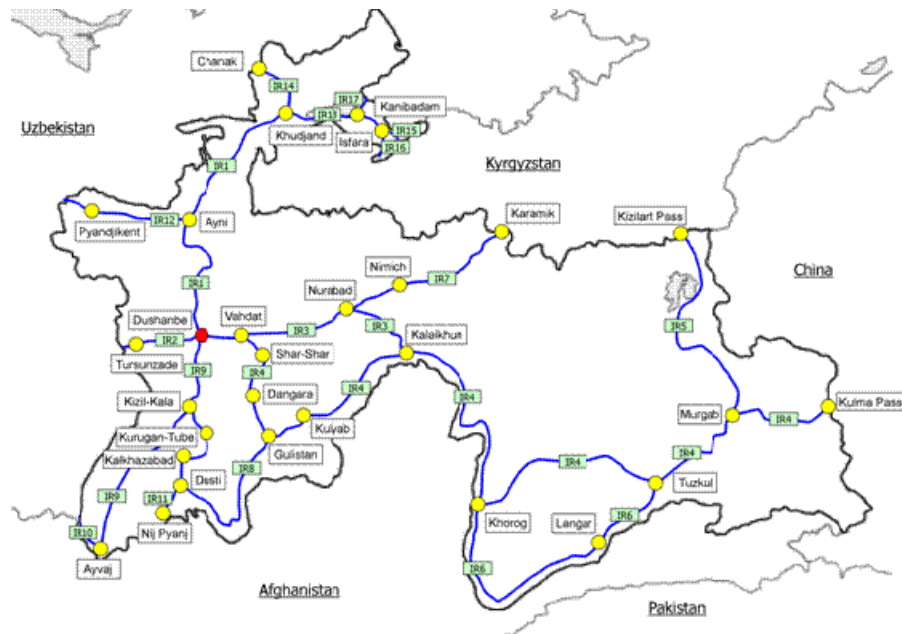 Chanak
IR14
IR17
Kanibadam
Uzbekistan
IR13
IR15
Khudjand
Isfara
IR16
IR1
Kyrgyzstan
Karamik
Kizilart Pass
IR12
Pyandjikent
Ayni
Nimich
China
IR1
IR7
Nurabad
Dushanbe
Vahdat
IR3
IR3
IR5
IR2
Kalaikhum
Tursunzade
IR9
Shar-Shar
IR4
Dangara
IR4
IR4
Kizil-Kala
Kulyab
Murgab
Kulma Pass
IR4
Kurugan-Tube
Gulistan
Kalkhazabad
IR4
IR8
IR4
Dusti
Tuzkul
IR9
IR11
Khorog
Langar
IR6
IR10
Nij Pyanj
Ayvaj
IR6
Afghanistan
Pakistan